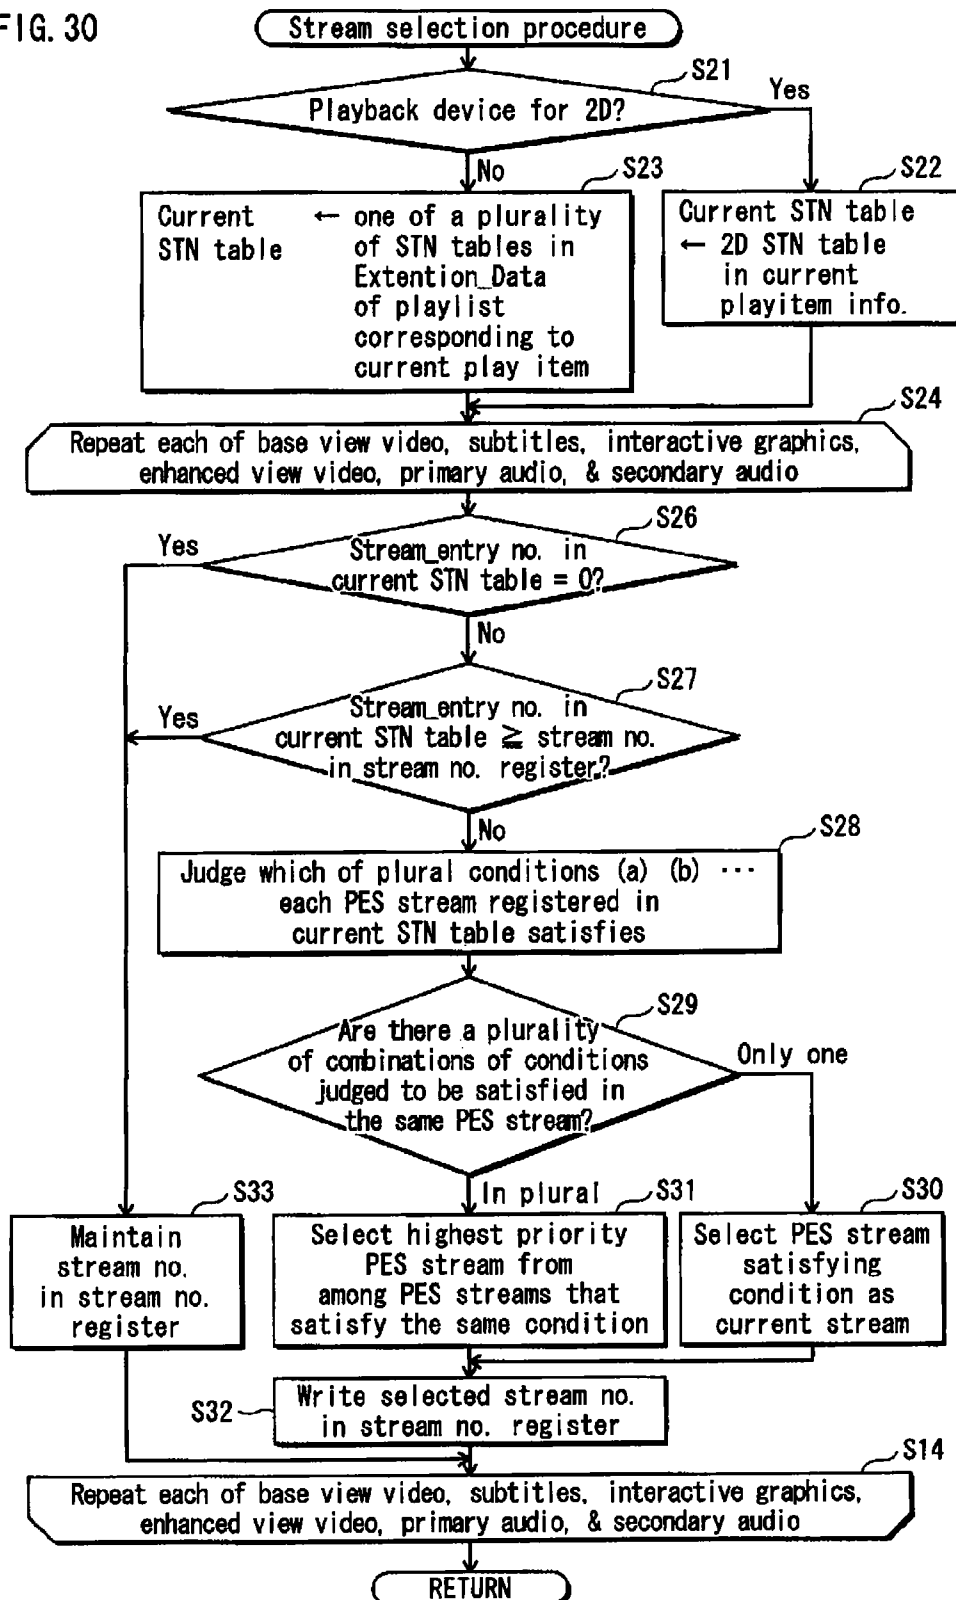 FIG. 30
Stream selection procedure
S21
Playback device for 2D?
Yes
No
S23
Current ← one of a plurality
STN table of STN tables in
Extention_Data
of playlist
corresponding to
current play item
S22
Current STN table
← 2D STN table
in current
playitem info.
S24
Repeat each of base view video, subtitles, interactive graphics,
enhanced view video, primary audio, & secondary audio
S26
Yes
Stream_entry no. in
current STN table = 0?
No
S27
Yes
Stream_entry no. in
current STN table ≧ stream no.
in stream no. register?
No
S28
Judge which of plural conditions (a) (b) ···
each PES stream registered in
current STN table satisfies
S29
Are there a plurality
of combinations of conditions
judged to be satisfied in
the same PES stream?
Only one
In plural
S33
Maintain
stream no.
in stream no.
register
S31
Select highest priority
PES stream from
among PES streams that
satisfy the same condition
S30
Select PES stream
satisfying
condition as
current stream
S32
Write selected stream no.
in stream no. register
S14
Repeat each of base view video, subtitles, interactive graphics,
enhanced view video, primary audio, & secondary audio
RETURN